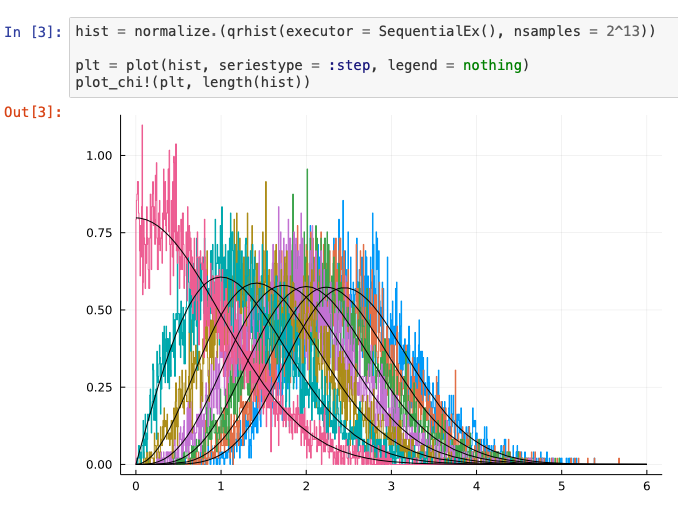 In [3]: hist = normalize.(qrhist(executor = SequentialEx(), nsamples = 2^13))
plt = plot(hist, seriestype = :step, legend = nothing)
plot_chi!(plt, length(hist))
Out[3]:
1.00
0.75
0.50
0.25
0.00
0 1 2 3 4 5 6